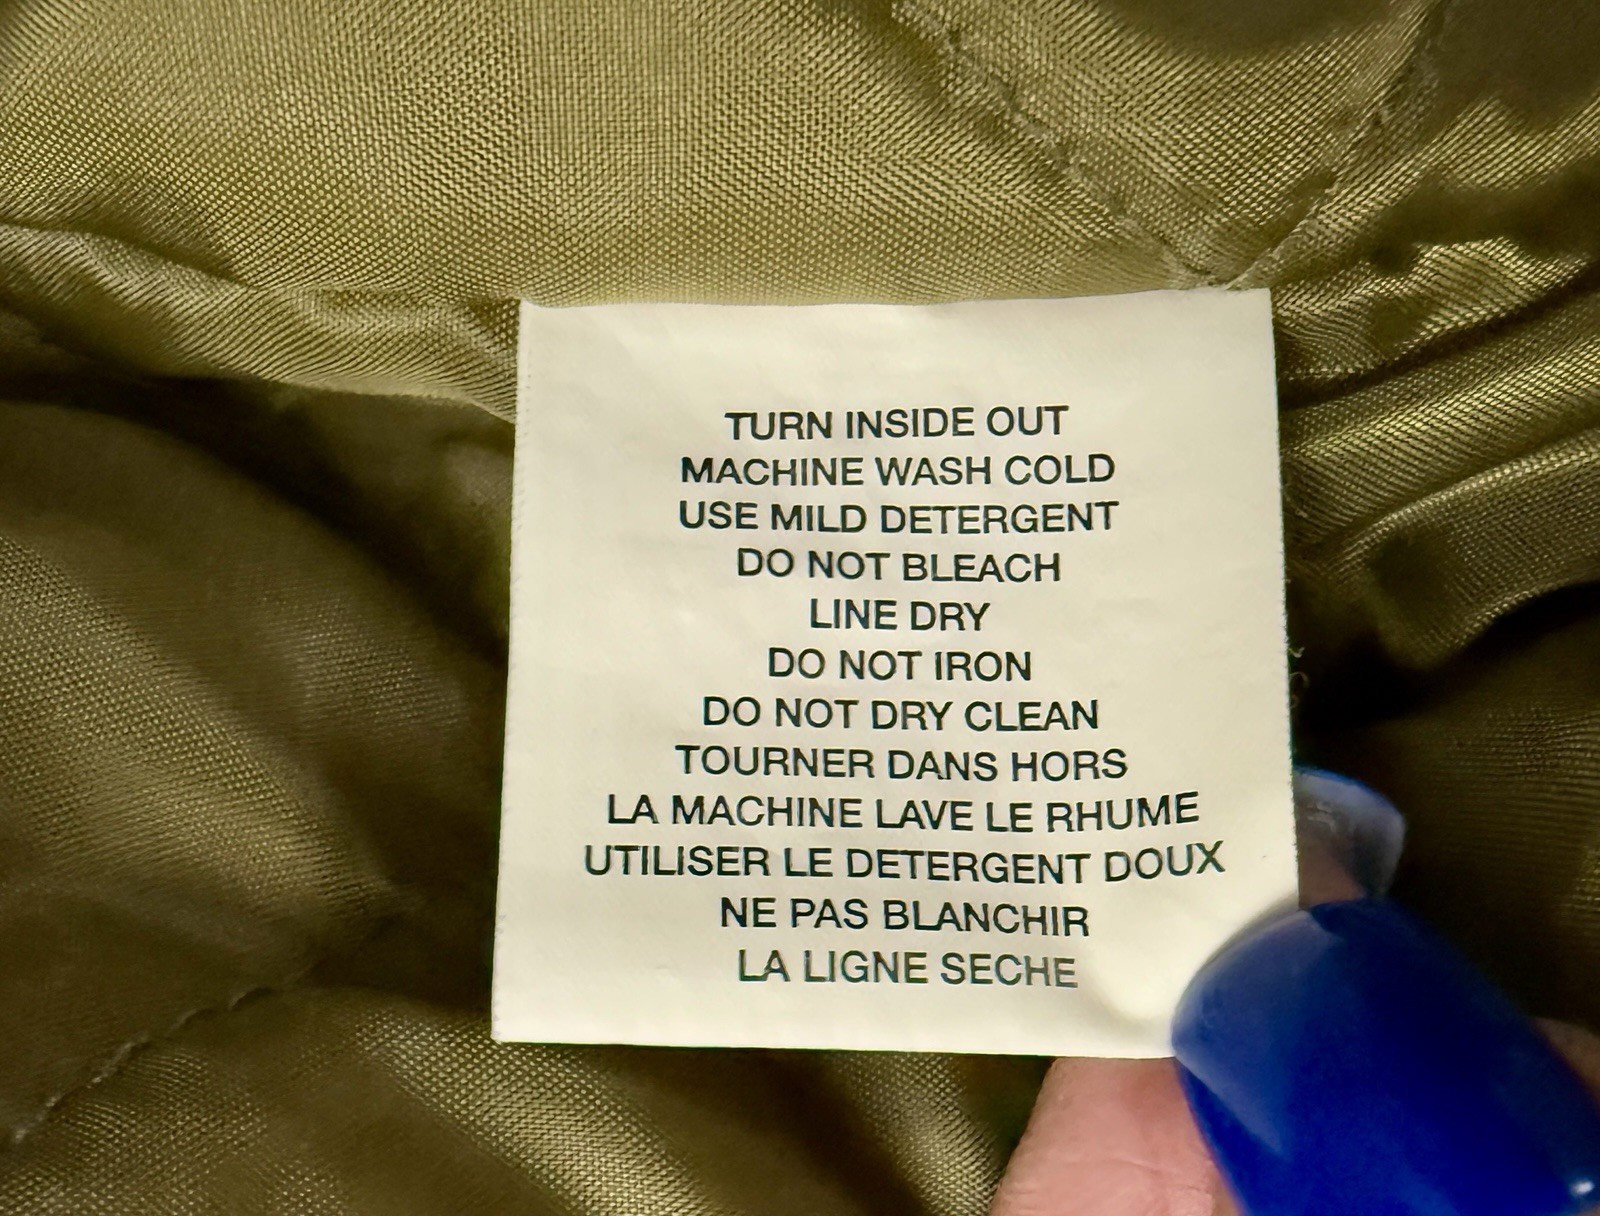 TURN INSIDE OUT
MACHINE WASH COLD
USE MILD DETERGENT
DO NOT BLEACH
LINE DRY
DO NOT IRON
DO NOT DRY CLEAN
TOURNER DANS HORS
LA MACHINE LAVE LE RHUME
UTILISER LE DETERGENT DOUX
NE PAS BLANCHIR
LA LIGNE SECHE